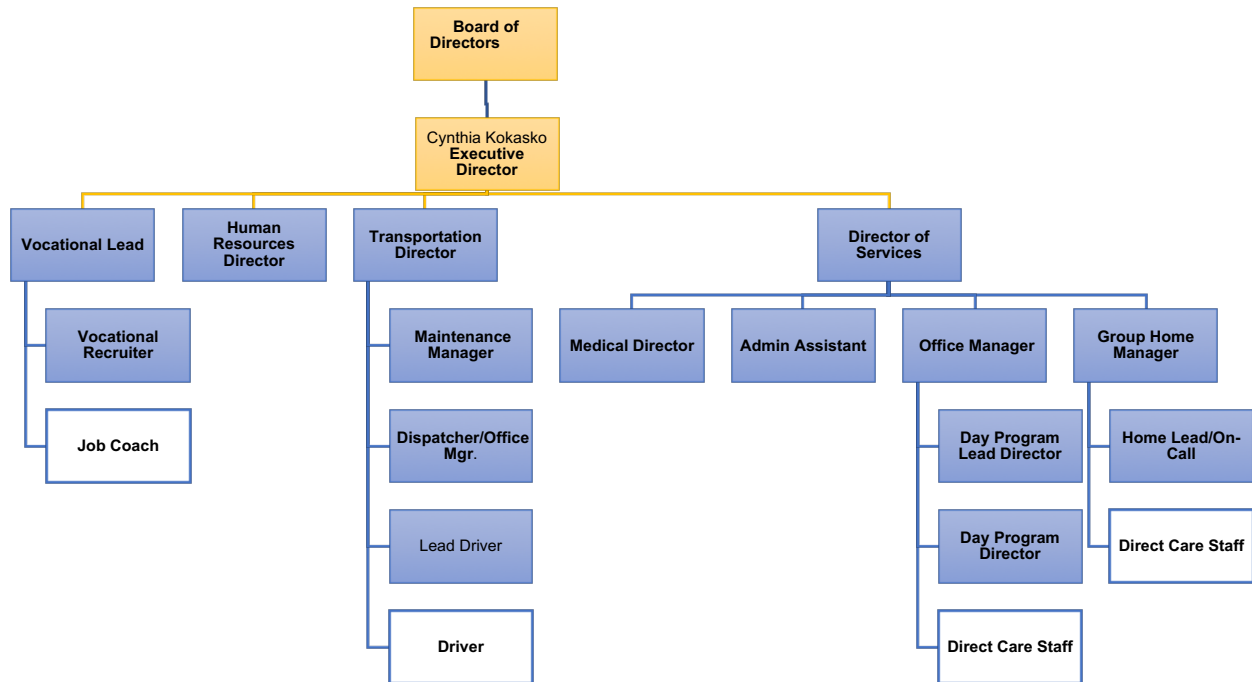 Board of
Directors
Cynthia Kokasko
Executive
Director
Vocational Lead
Human
Resources
Director
Transportation
Director
Director of
Services
Vocational
Recruiter
Job Coach
Maintenance
Manager
Dispatcher/Office
Mgr.
Lead Driver
Driver
Medical Director
Admin Assistant
Office Manager
Group Home
Manager
Day Program
Lead Director
Day Program
Director
Direct Care Staff
Home Lead/On-
Call
Direct Care Staff